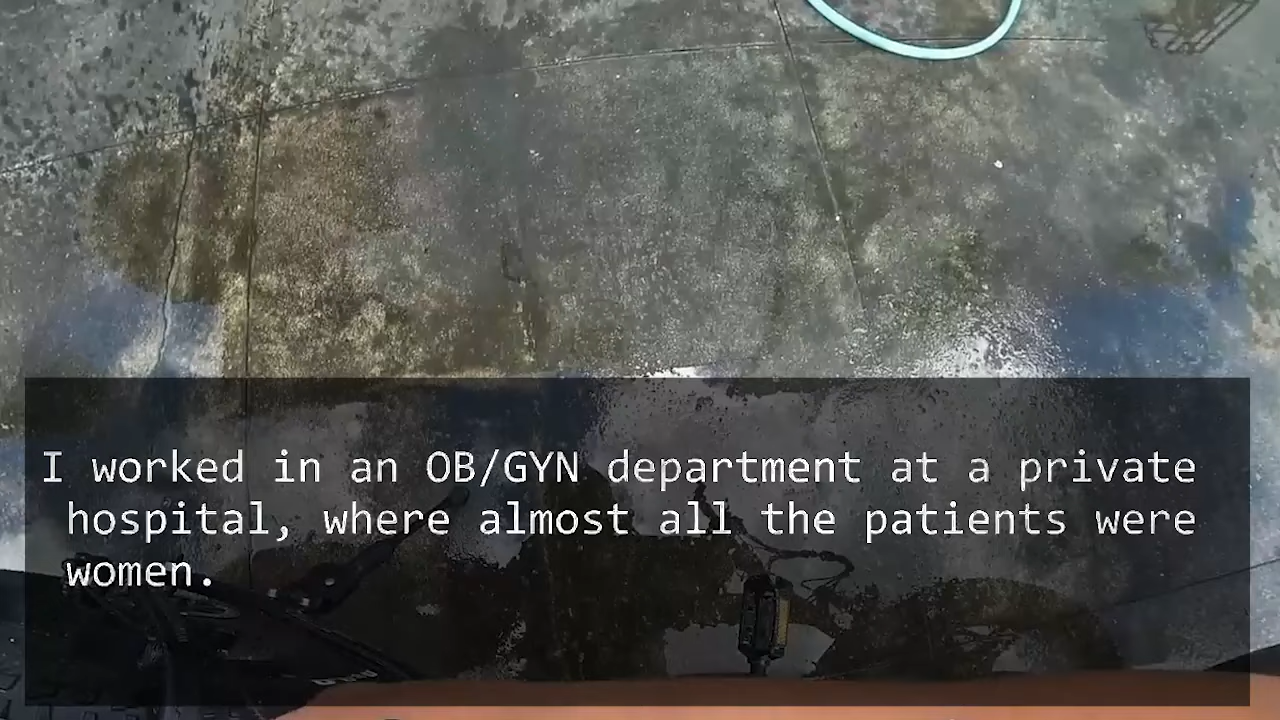 I worked in an OB/GYN department at a private
hospital, where almost all the patients were
women.